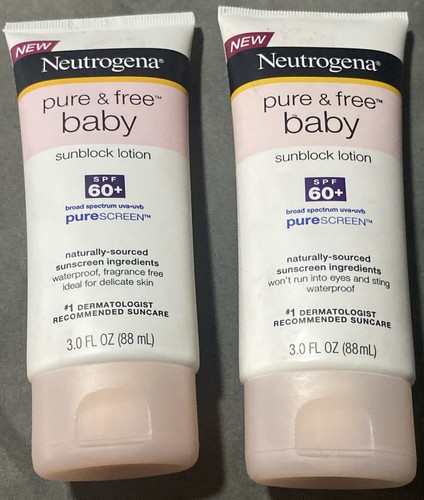 NEW
Neutrogena®
pure & free™
baby
sunblock lotion
SPF
60+
broad spectrum uva•uvb
pureSCREEN™
naturally-sourced
sunscreen ingredients
waterproof, fragrance free
ideal for delicate skin
#1 DERMATOLOGIST
RECOMMENDED SUNCARE
3.0 FL OZ (88 mL)
NEW
Neutrogena®
pure & free™
baby
sunblock lotion
SPF
60+
broad spectrum uva•uvb
pureSCREEN™
naturally-sourced
sunscreen ingredients
won't run into eyes and sting
waterproof
#1 DERMATOLOGIST
RECOMMENDED SUNCARE
3.0 FL OZ (88mL)